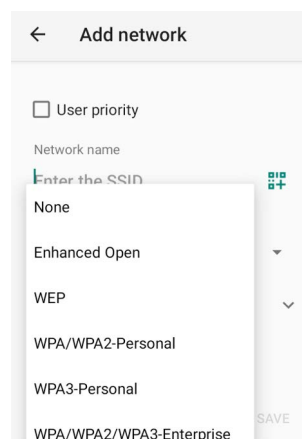 Add network
User priority
Network name
Enter the SSID
None
Enhanced Open
WEP
WPA/WPA2-Personal
WPA3-Personal
SAVE
WPA/WPA2/WPA3-Enterprise